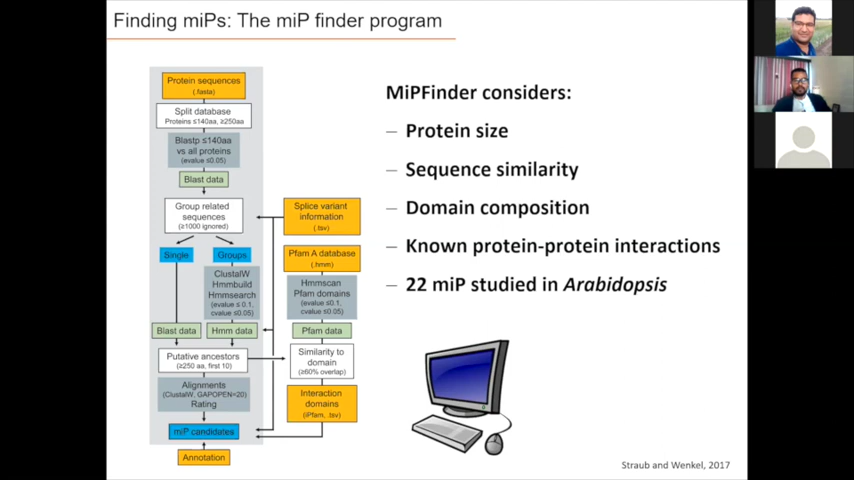 Finding miPs: The miP finder program
Protein sequences
(.fasta)
Split database
Proteins ≤140aa, ≥250aa
Blastp ≤140aa
vs all proteins
(evalue ≤0.05)
Blast data
Group related
sequences
≥1000 ignored)
Splice variant
information
(.tsv)
Single
Groups
Pfam A database
(.hmm)
ClustalW
Hmmbuild
Hmmsearch
(evalue ≤ 0.1,
cvalue ≤0.05)
Hmmscan
Pfam domains
(evalue ≤0.1,
cvalue ≤0.05)
Blast data
Hmm data
Pfam data
Putative ancestors
(≥250 aa, first 10)
Similarity to
domain
(≥60% overlap)
Alignments
(ClustalW, GAPOPEN=20)
Rating
Interaction
domains
(iPfam, .tsv)
miP candidates
Annotation
MiPFinder considers:
– Protein size
– Sequence similarity
– Domain composition
– Known protein-protein interactions
– 22 miP studied in Arabidopsis
Straub and Wenkel, 2017